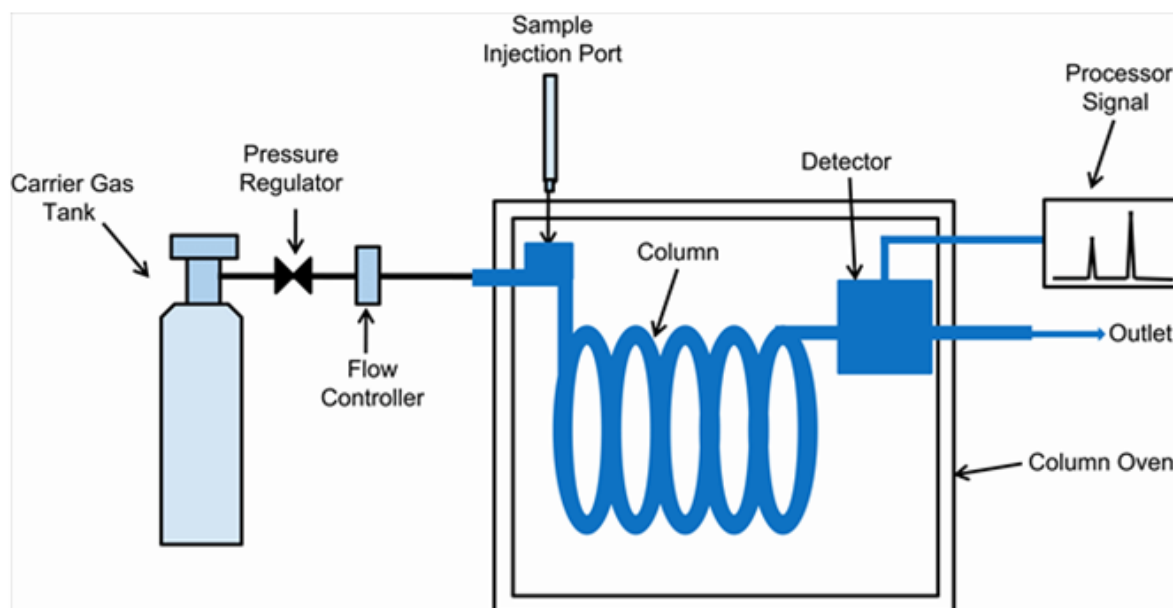 Sample
Injection Port
Processor
Signal
Pressure
Regulator
Detector
Carrier Gas
Tank
Column
Outlet
Flow
Controller
Column Oven